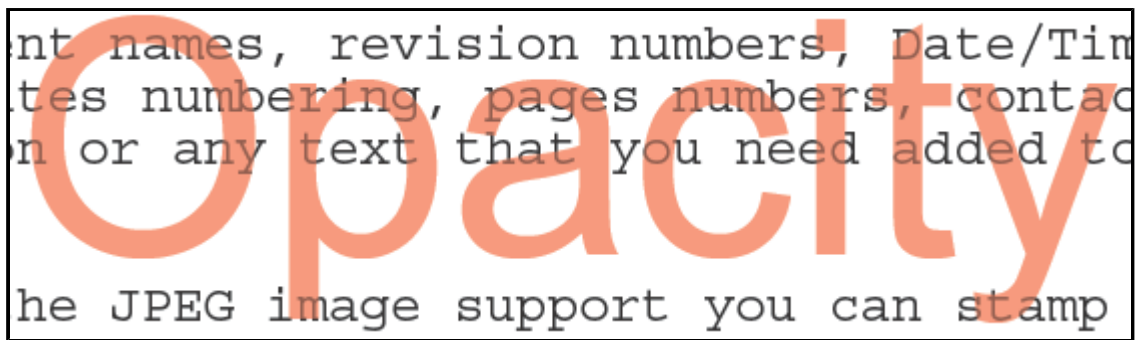 ent names, revision numbers, Date/Tim
tes numbering, pages numbers, contac
on or any text that you need added to
he JPEG image support you can stamp
Opacity